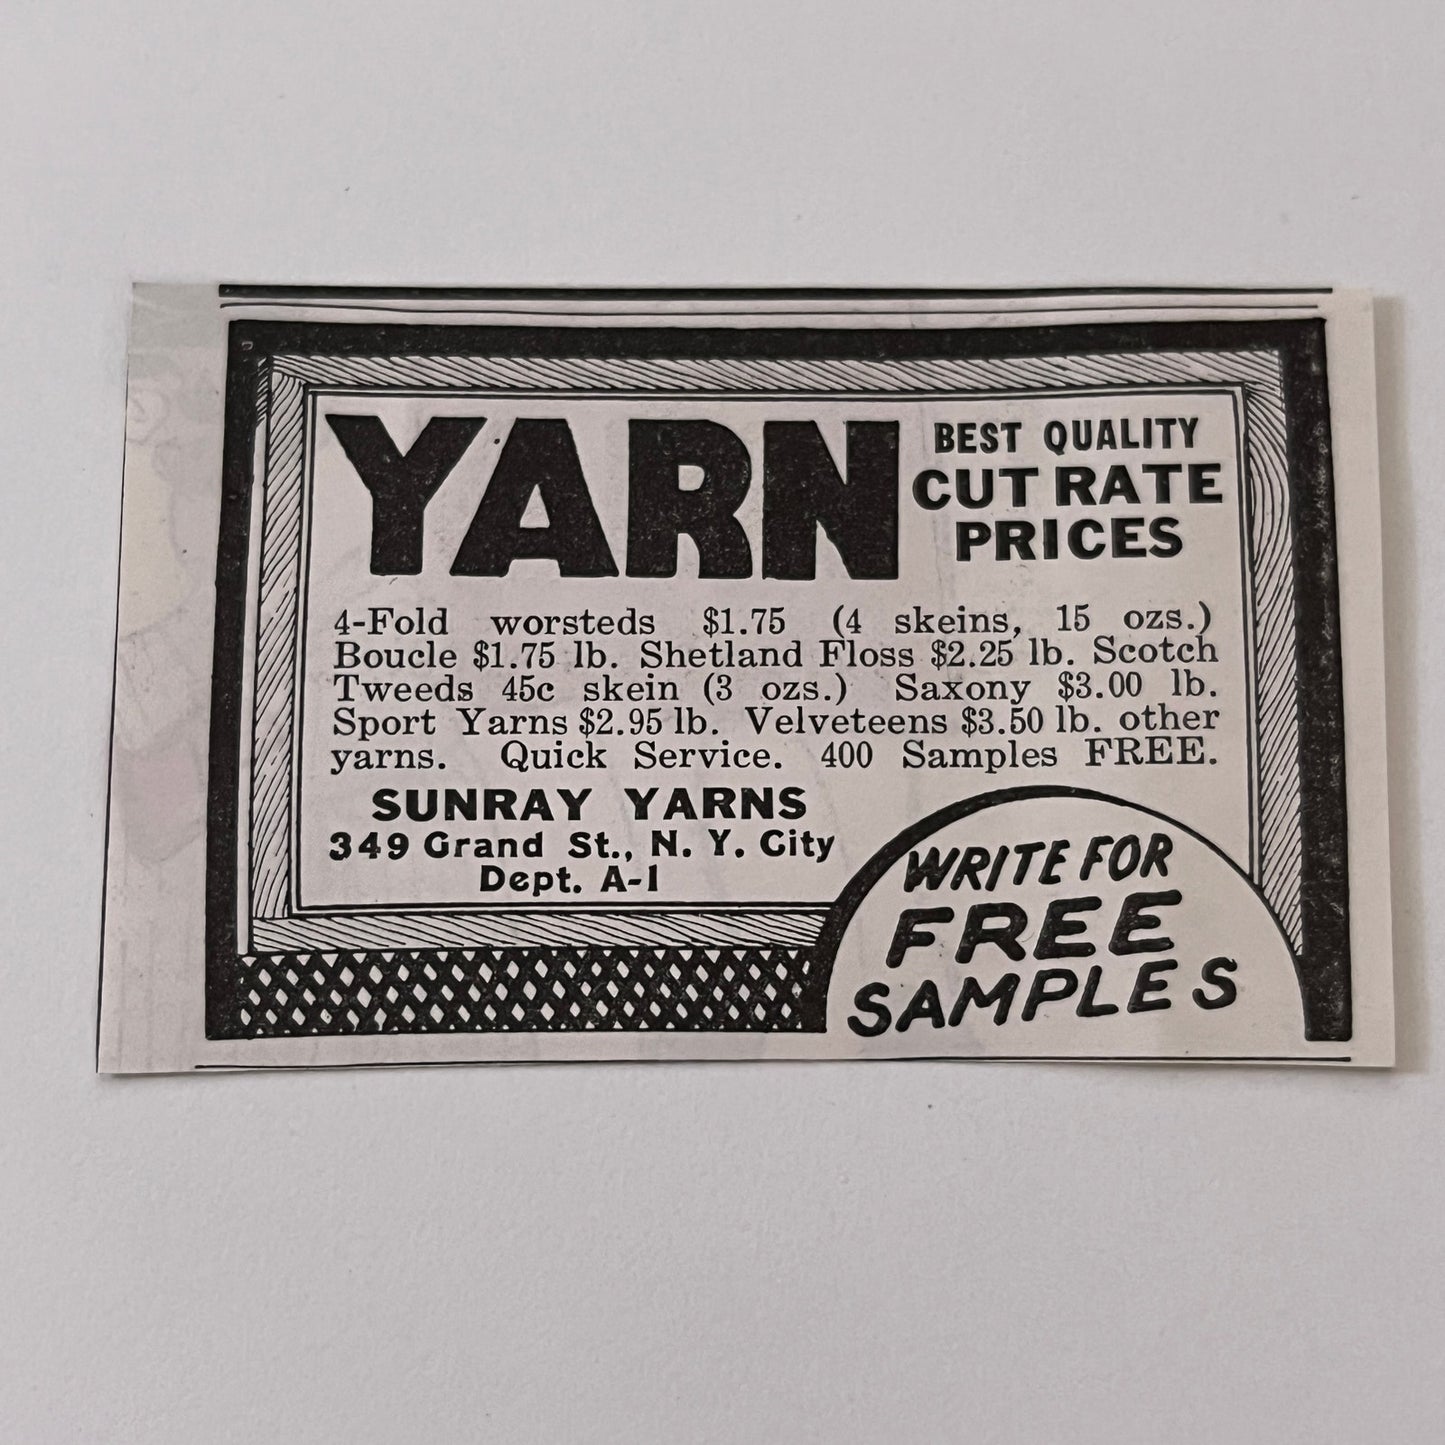 YARN
BEST QUALITY
CUT RATE
PRICES
4-Fold worsteds $1.75 (4 skeins, 15 ozs.)
Boucle $1.75 lb. Shetland Floss $2.25 lb. Scotch
Tweeds 45c skein (3 ozs.) Saxony $3.00 lb.
Sport Yarns $2.95 lb. Velveteens $3.50 lb. other
yarns. Quick Service. 400 Samples FREE.
SUNRAY YARNS
349 Grand St., N. Y. City
Dept. A-1
WRITE FOR
FREE
SAMPLES